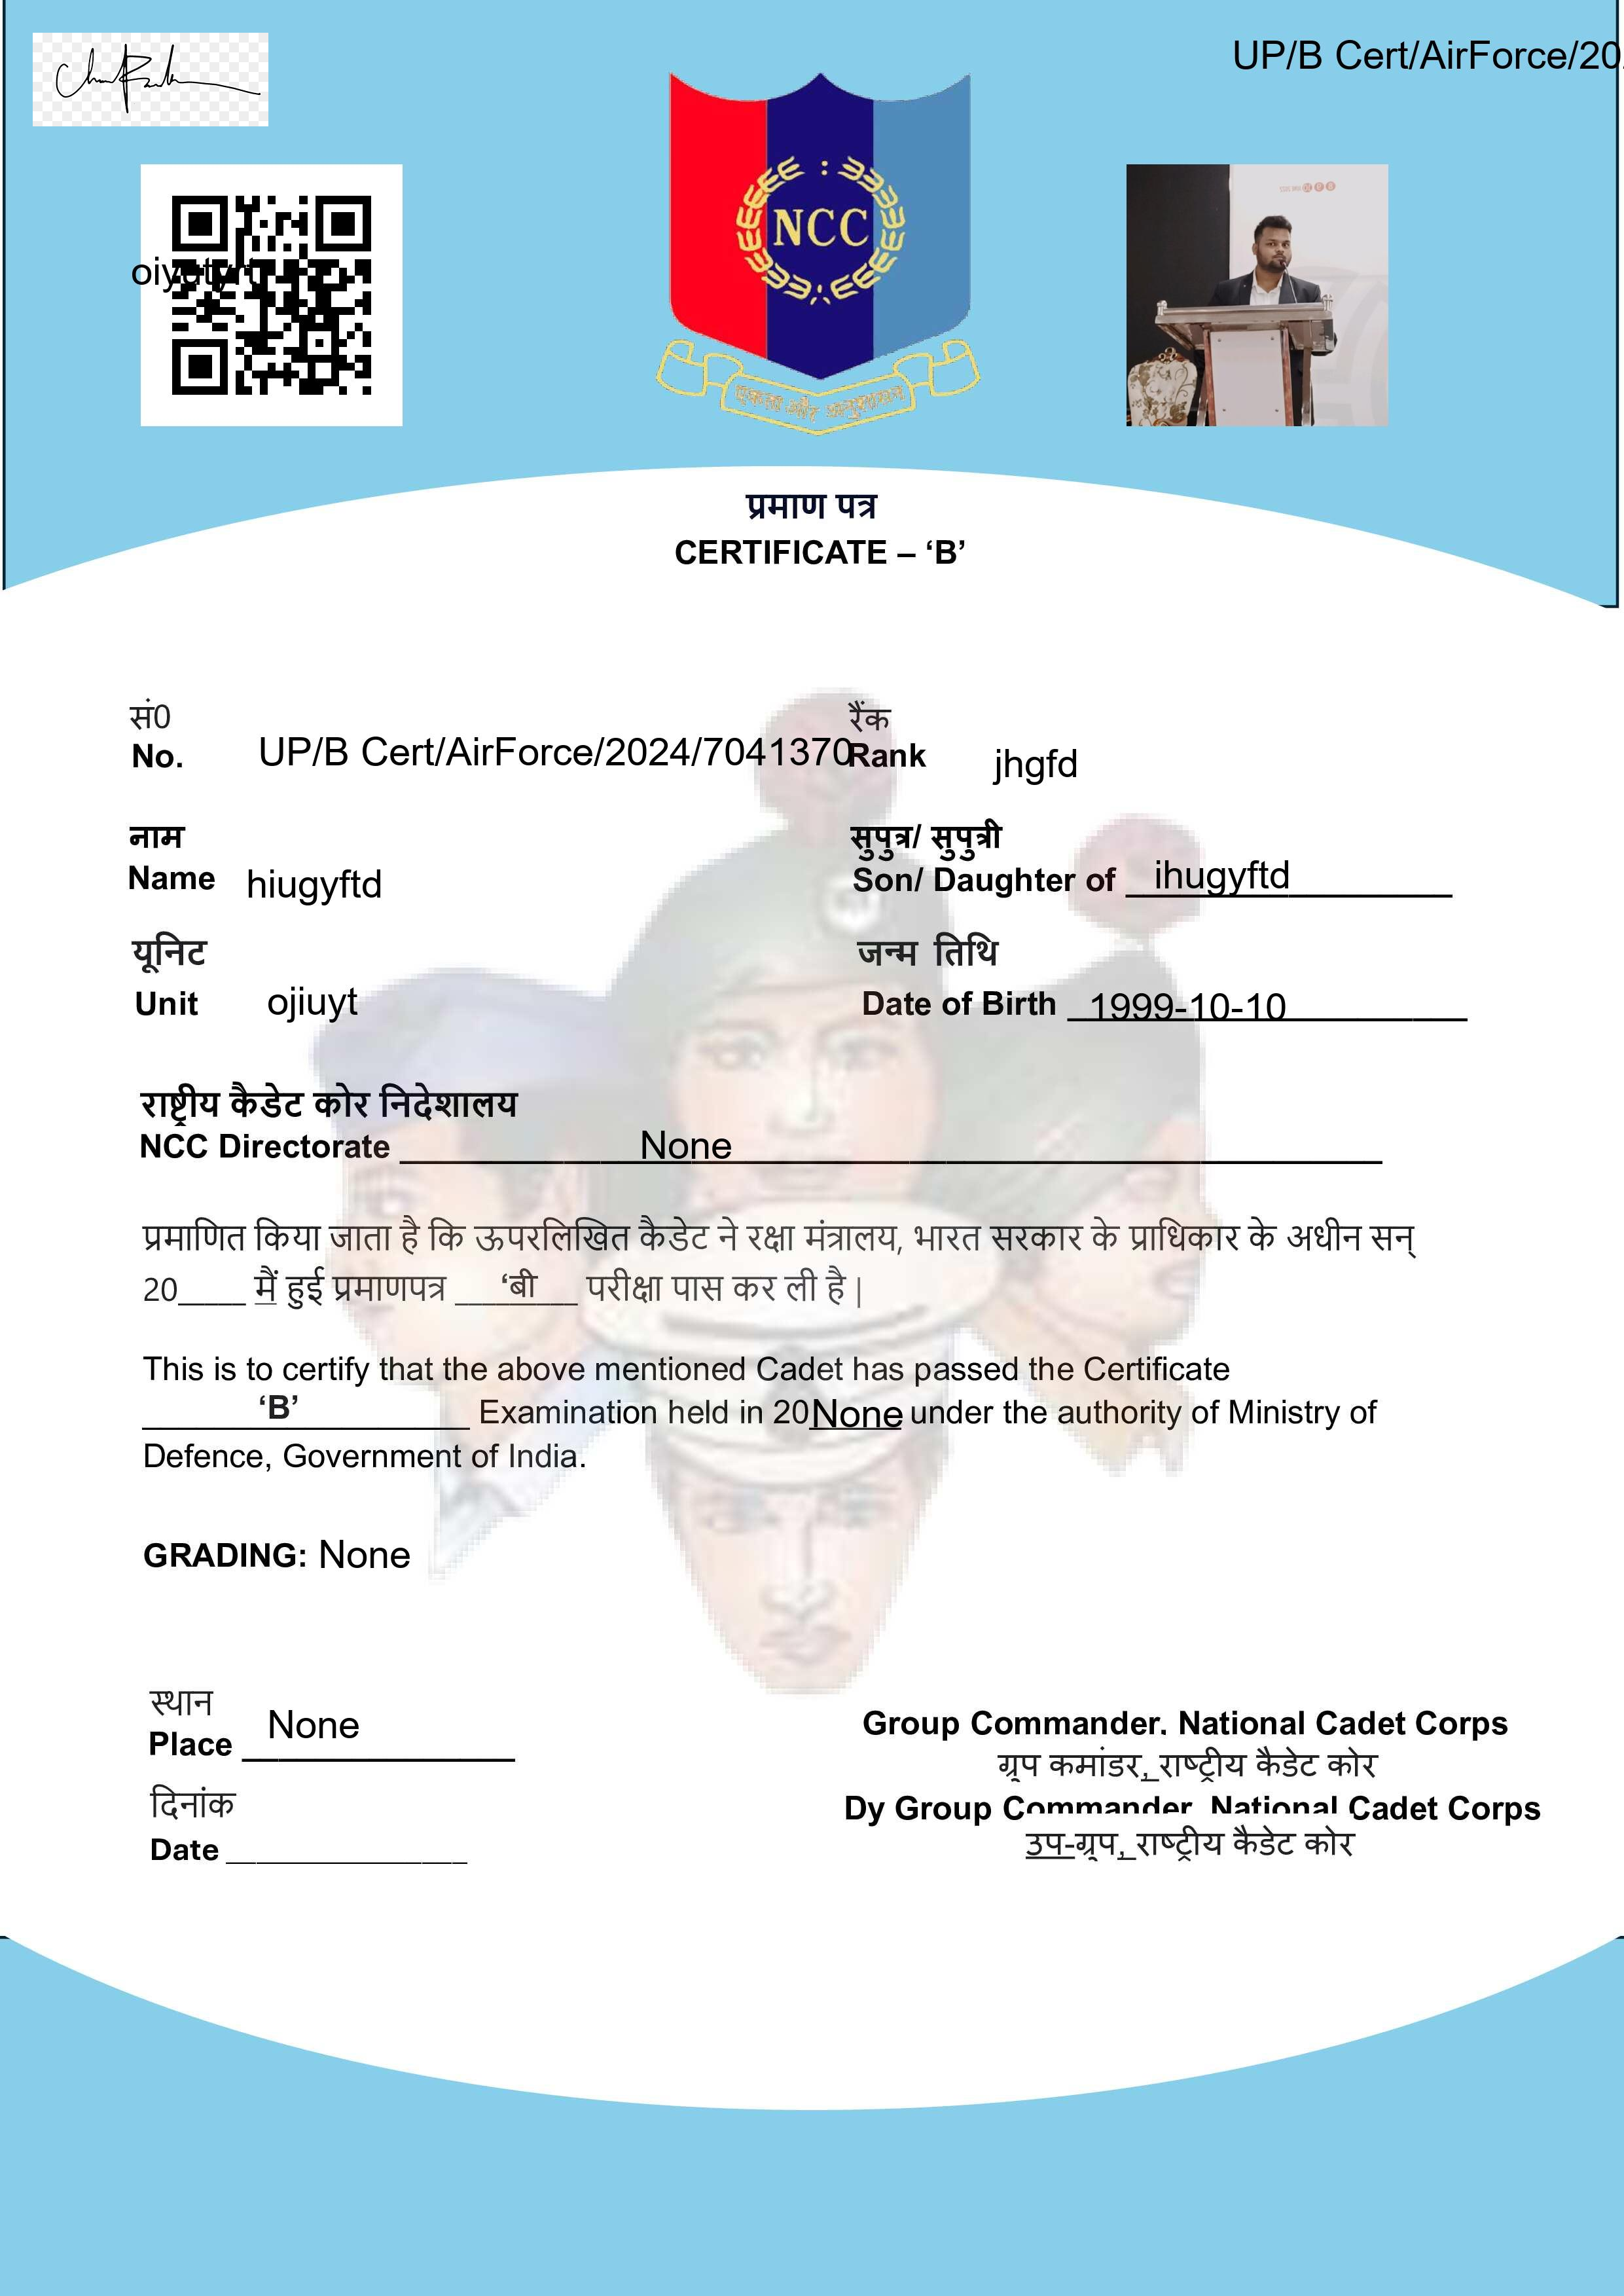 UP/B Cert/AirForce/20
NCC
एकता और अनुशासन
प्रमाण पत्र
CERTIFICATE – ‘B’
सं0
No. UP/B Cert/AirForce/2024/7041370
रैंक
Rank jhgfd
नाम
Name hiugyftd
सुपुत्र/ सुपुत्री
Son/ Daughter of ihugyftd
यूनिट
Unit ojiuyt
जन्म तिथि
Date of Birth 1999-10-10
राष्ट्रीय कैडेट कोर निदेशालय
NCC Directorate None
प्रमाणित किया जाता है कि ऊपरलिखित कैडेट ने रक्षा मंत्रालय, भारत सरकार के प्राधिकार के अधीन सन्
20____ मैं हुई प्रमाणपत्र ‘बी परीक्षा पास कर ली है |
This is to certify that the above mentioned Cadet has passed the Certificate
‘B’ Examination held in 20None under the authority of Ministry of
Defence, Government of India.
GRADING: None
स्थान
Place None
दिनांक
Date
Group Commander, National Cadet Corps
ग्रुप कमांडर, राष्ट्रीय कैडेट कोर
Dy Group Commander, National Cadet Corps
उप-ग्रुप, राष्ट्रीय कैडेट कोर